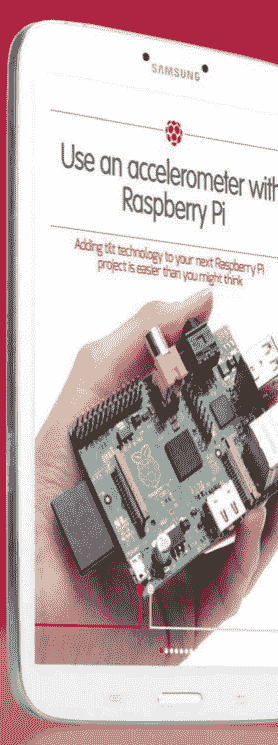 SAMSUNG
Use an accelerometer with
Raspberry Pi
Adding tilt technology to your next Raspberry Pi
project is easier than you might think